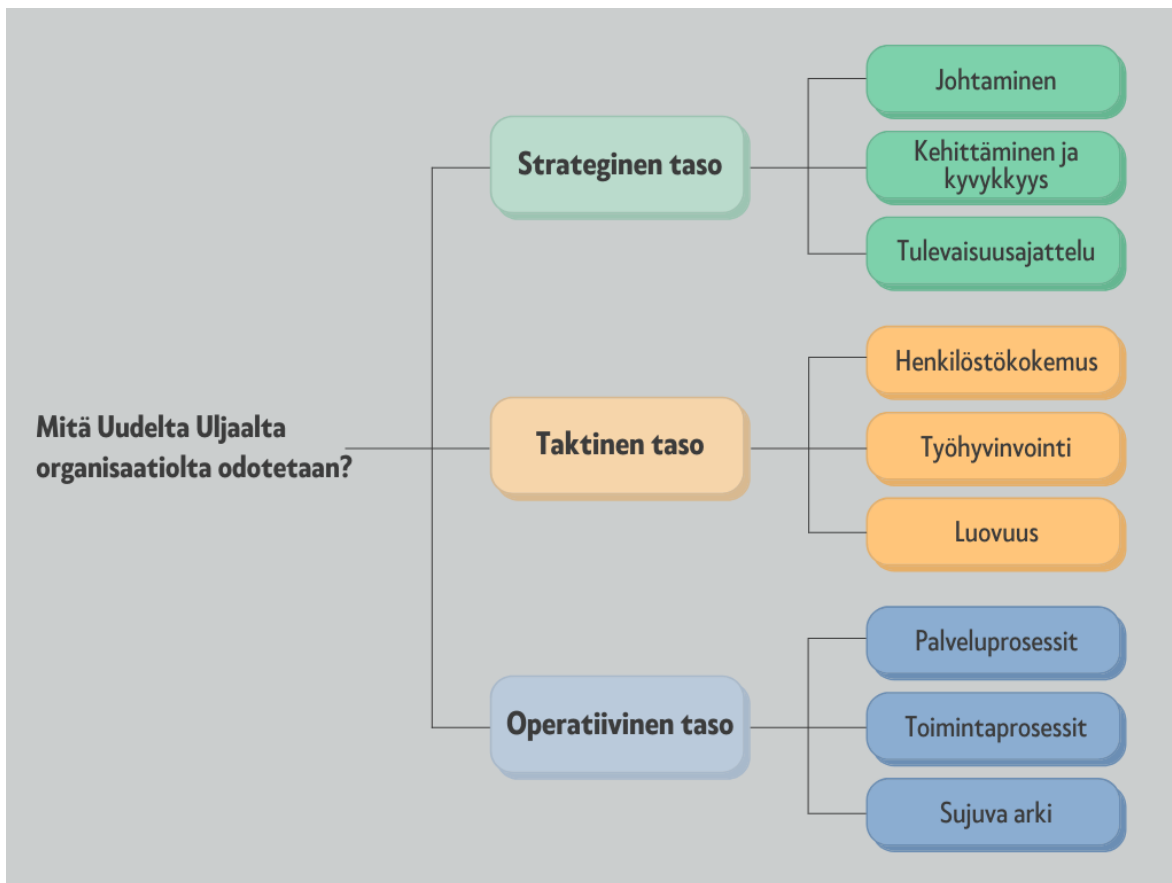 Mitä Uudelta Uljaalta
organisaatiolta odotetaan?
Strateginen taso
Johtaminen
Kehittäminen ja
kyvykkyys
Tulevaisuusajattelu
Taktinen taso
Henkilöstökokemus
Työhyvinvointi
Luovuus
Operatiivinen taso
Palveluprosessit
Toimintaprosessit
Sujuva arki